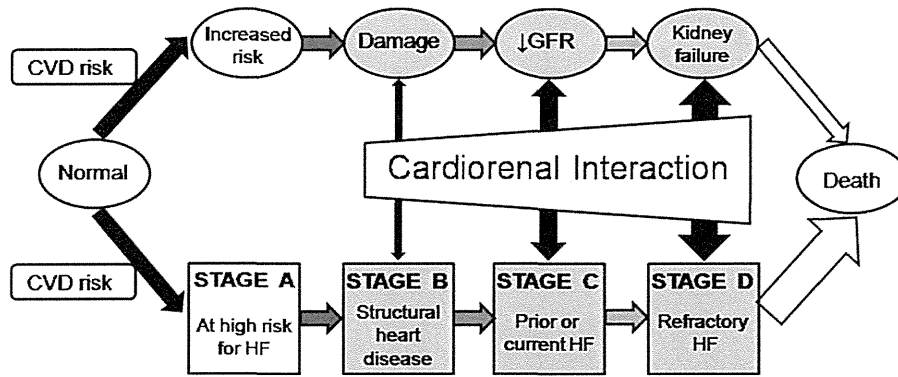 CVD risk
Increased
risk
Damage
↓GFR
Kidney
failure
Normal
Cardiorenal Interaction
Death
CVD risk
STAGE A
At high risk
for HF
STAGE B
Structural
heart
disease
STAGE C
Prior or
current HF
STAGE D
Refractory
HF